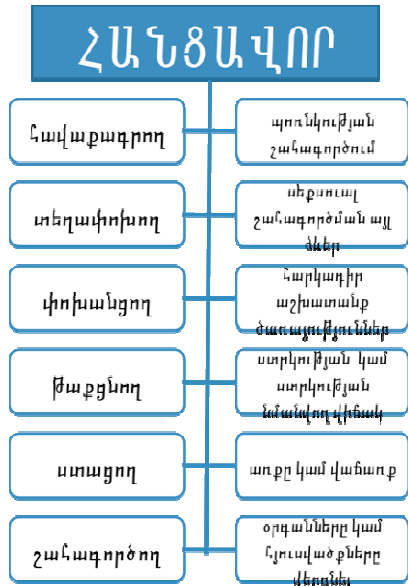 ՀԱՆՑԱՎՈՐ
հավաքագրող
պոռնկության
շահագործում
տեղափոխող
սեքսուալ
շահագործման այլ
ձևեր
փոխանցող
հարկադիր
աշխատանք
ծառայություններ
թաքցնող
ստրկության կամ
ստրկության
նմանվող վիճակ
ստացող
առքը կամ վաճառք
շահագործող
օրգանները կամ
հյուսվածքները
վերցնել